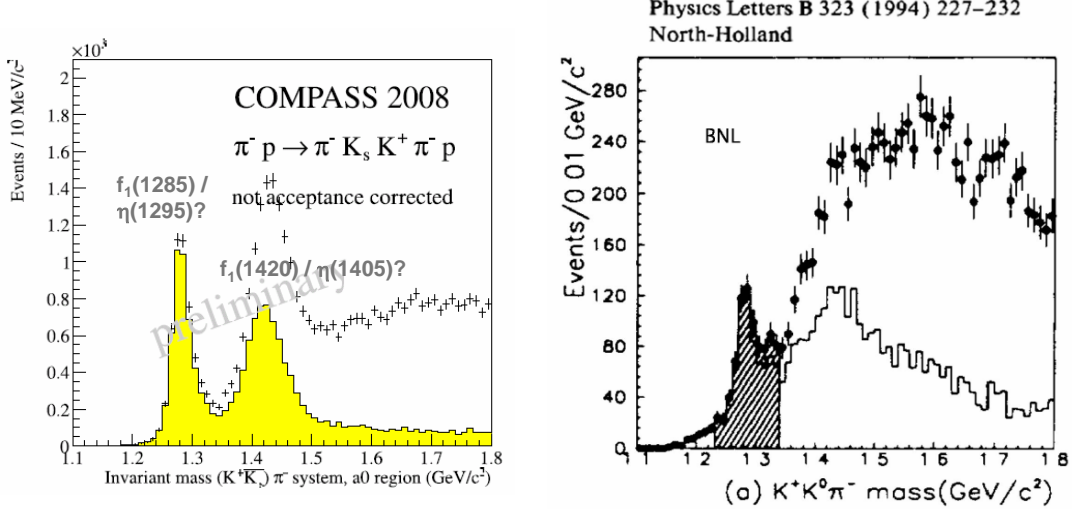 ×10³
2
1.8
1.6
1.4
1.2
1
0.8
0.6
0.4
0.2
0
Events / 10 MeV/c²
COMPASS 2008
π⁻ p → π⁻ Kₛ K⁺ π⁻ p
not acceptance corrected
f₁(1285) /
η(1295)?
f₁(1420) / η(1405)?
preliminary
1.1 1.2 1.3 1.4 1.5 1.6 1.7 1.8
Invariant mass (K⁺K̅ₛ) π⁻ system, a0 region (GeV/c²)
Physics Letters B 323 (1994) 227–232
North-Holland
280
240
200
160
120
80
40
0
Events/0 01 GeV/c²
BNL
1 1 1 2 1 3 1 4 1 5 1 6 1 7 1 8
(a) K⁺K⁰π⁻ mass(GeV/c²)